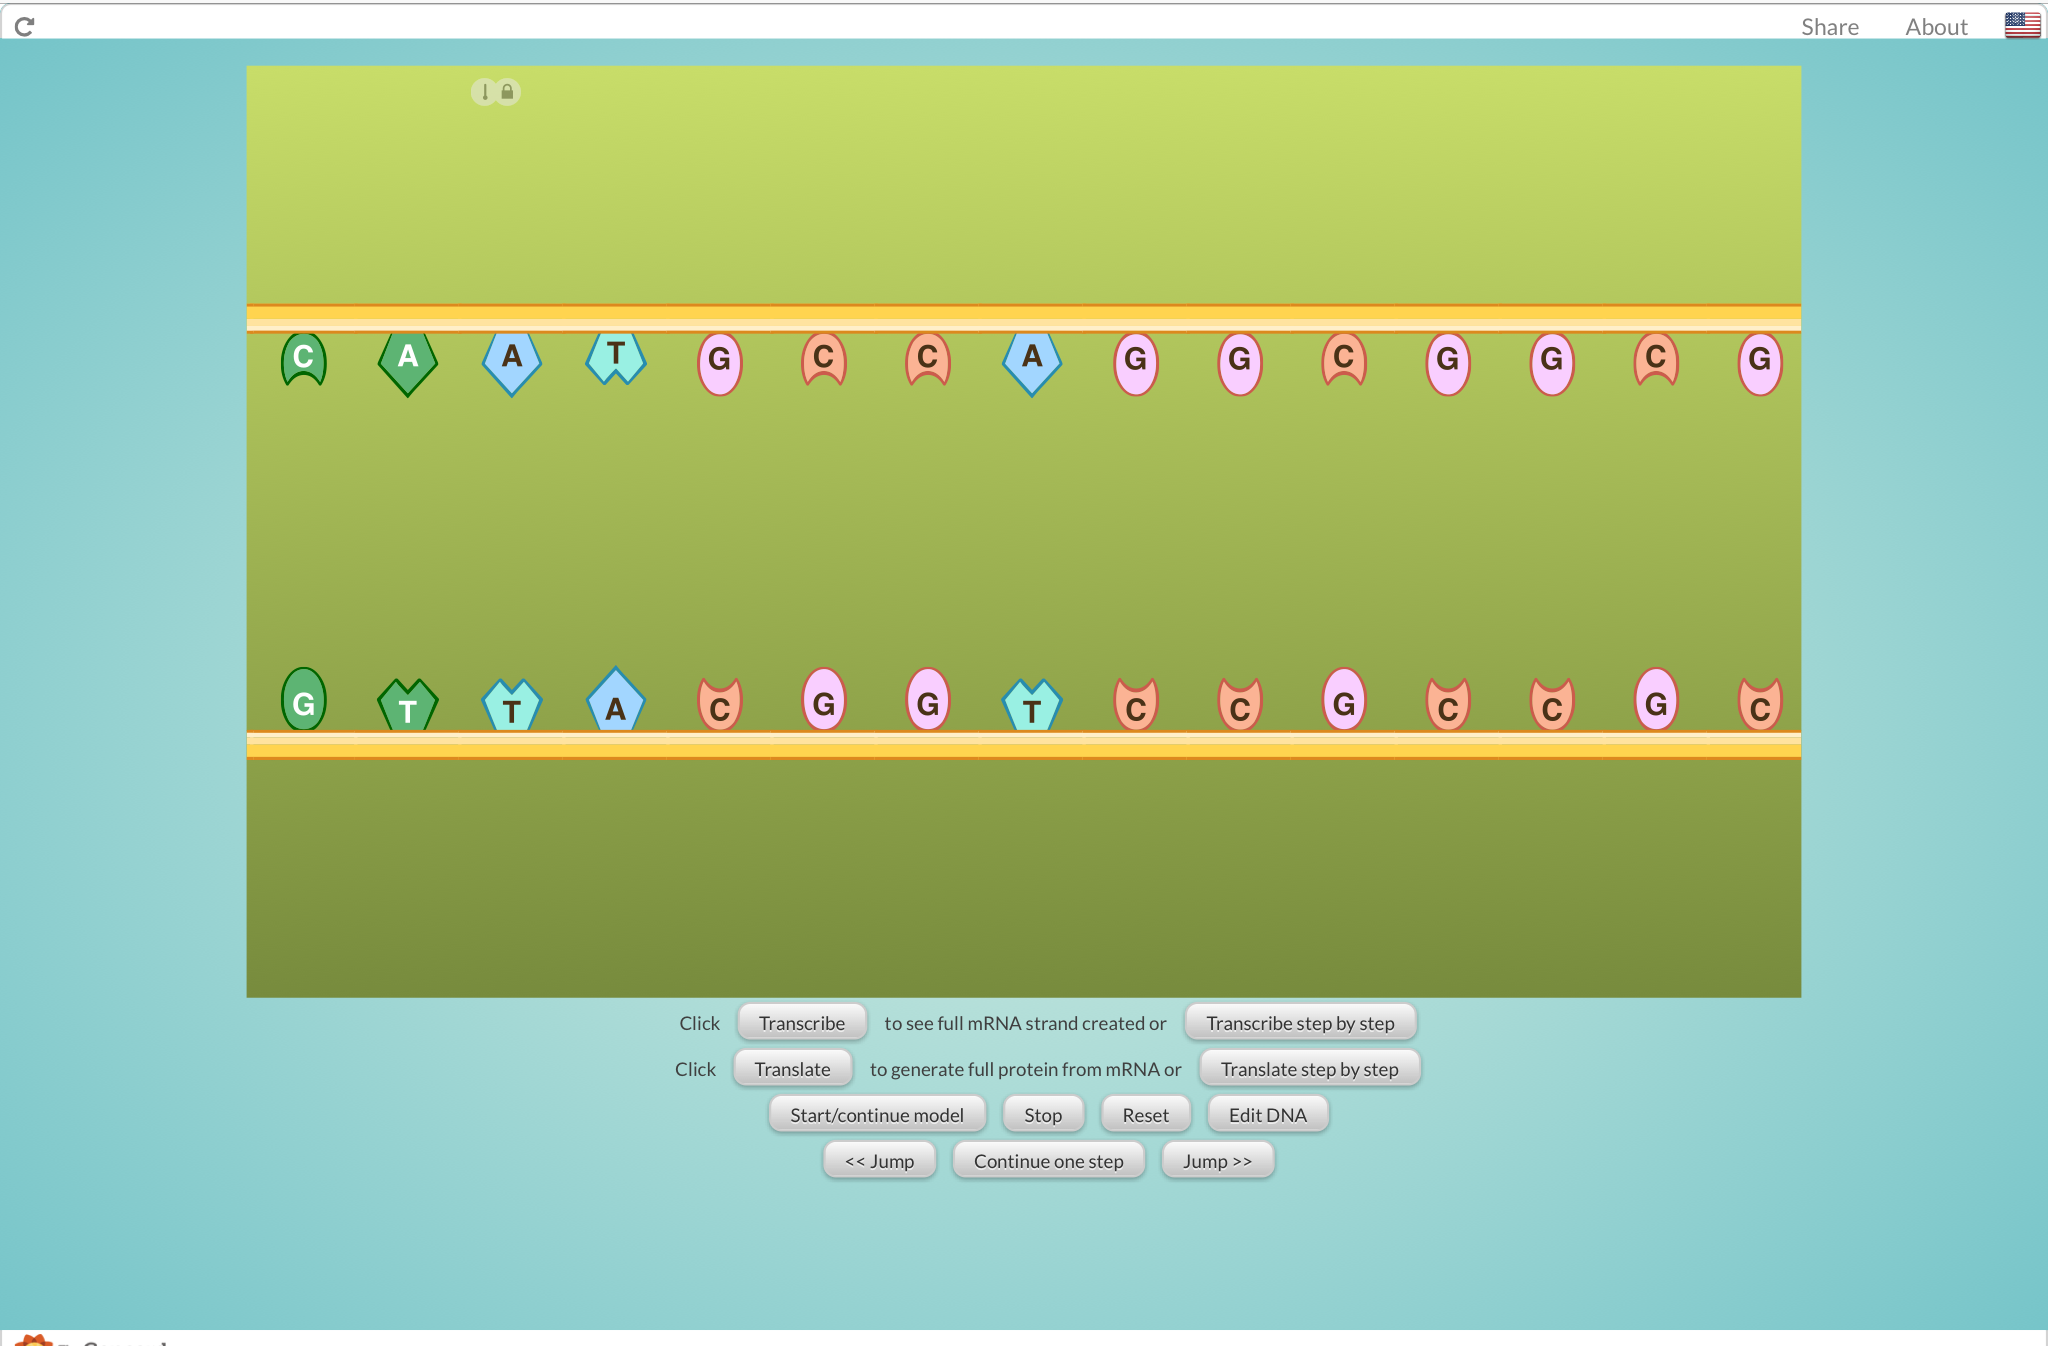 Share About
C A A T G C C A G G C G G C G
G T T A C G G T C C G C C G C
Click Transcribe to see full mRNA strand created or Transcribe step by step
Click Translate to generate full protein from mRNA or Translate step by step
Start/continue model Stop Reset Edit DNA
<< Jump Continue one step Jump >>